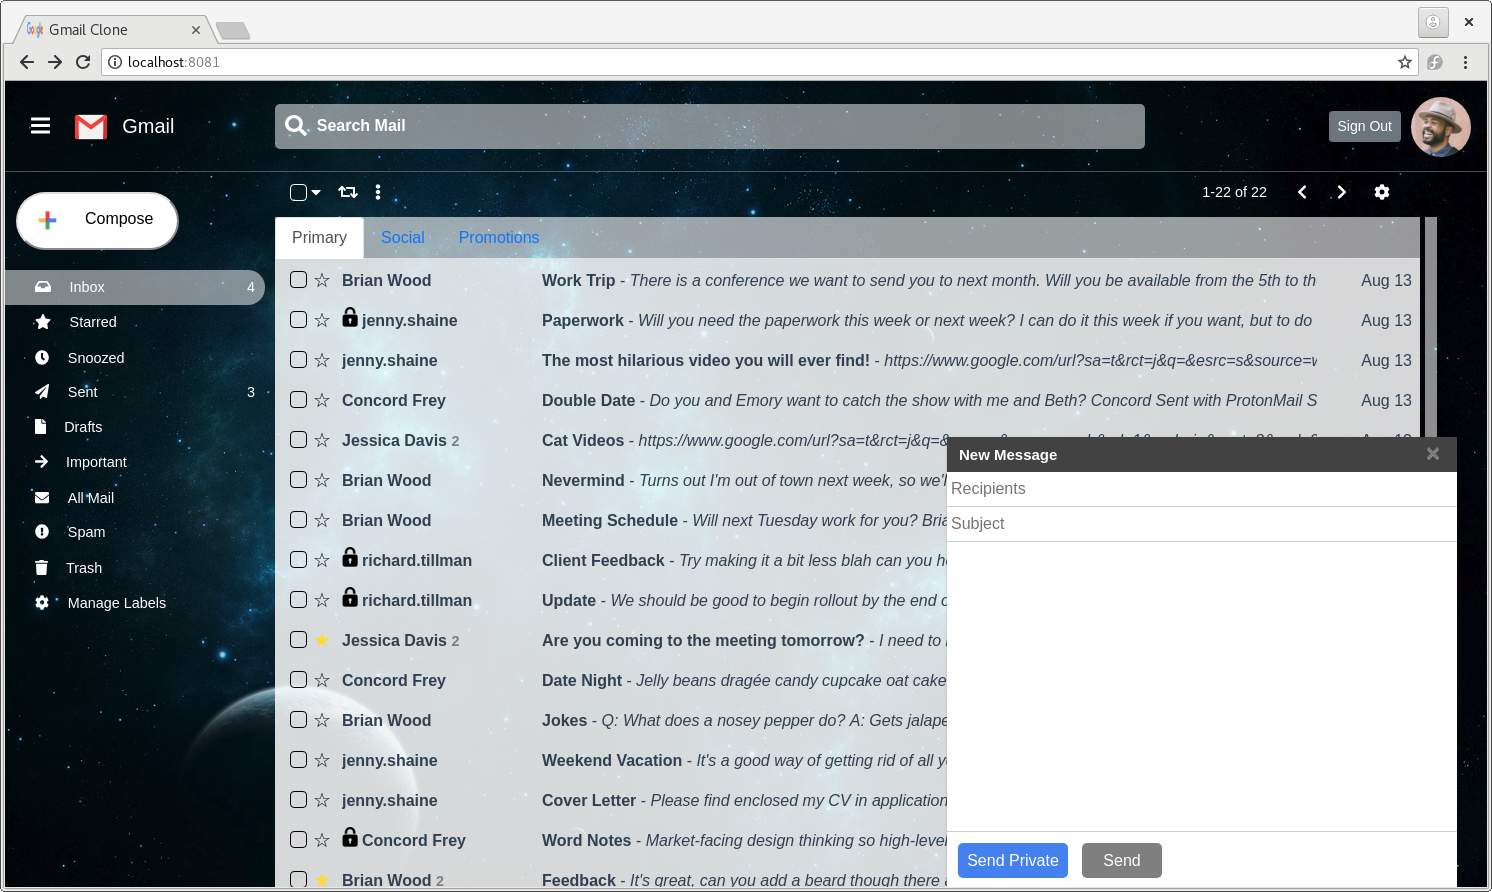 Gmail Clone
localhost:8081
Gmail
Search Mail
Sign Out
Compose
1-22 of 22
Primary Social Promotions
Inbox 4
Starred
Snoozed
Sent 3
Drafts
Important
All Mail
Spam
Trash
Manage Labels
Brian Wood Work Trip - There is a conference we want to send you to next month. Will you be available from the 5th to th Aug 13
jenny.shaine Paperwork - Will you need the paperwork this week or next week? I can do it this week if you want, but to do Aug 13
jenny.shaine The most hilarious video you will ever find! - https://www.google.com/url?sa=t&rct=j&q=&esrc=s&source=v Aug 13
Concord Frey Double Date - Do you and Emory want to catch the show with me and Beth? Concord Sent with ProtonMail S Aug 13
Jessica Davis 2 Cat Videos - https://www.google.com/url?sa=t&rct=j&q=&
Brian Wood Nevermind - Turns out I'm out of town next week, so we'll
Brian Wood Meeting Schedule - Will next Tuesday work for you? Bria
richard.tillman Client Feedback - Try making it a bit less blah can you he
richard.tillman Update - We should be good to begin rollout by the end o
Jessica Davis 2 Are you coming to the meeting tomorrow? - I need to
Concord Frey Date Night - Jelly beans dragée candy cupcake oat cake
Brian Wood Jokes - Q: What does a nosey pepper do? A: Gets jalape
jenny.shaine Weekend Vacation - It's a good way of getting rid of all y
jenny.shaine Cover Letter - Please find enclosed my CV in application
Concord Frey Word Notes - Market-facing design thinking so high-level
Brian Wood 2 Feedback - It's great, can you add a beard though there
New Message
Recipients
Subject
Send Private Send